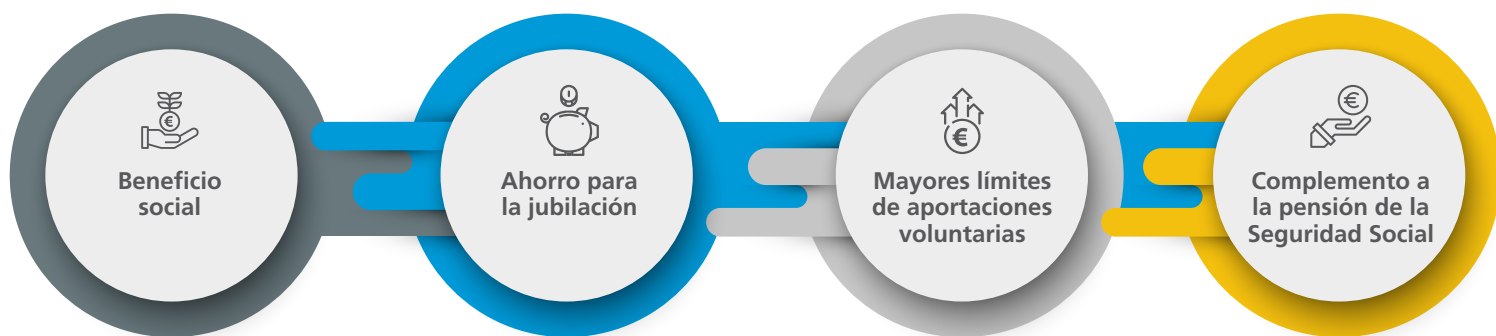 Beneficio
social
Ahorro para
la jubilación
Mayores límites
de aportaciones
voluntarias
Complemento a
la pensión de la
Seguridad Social